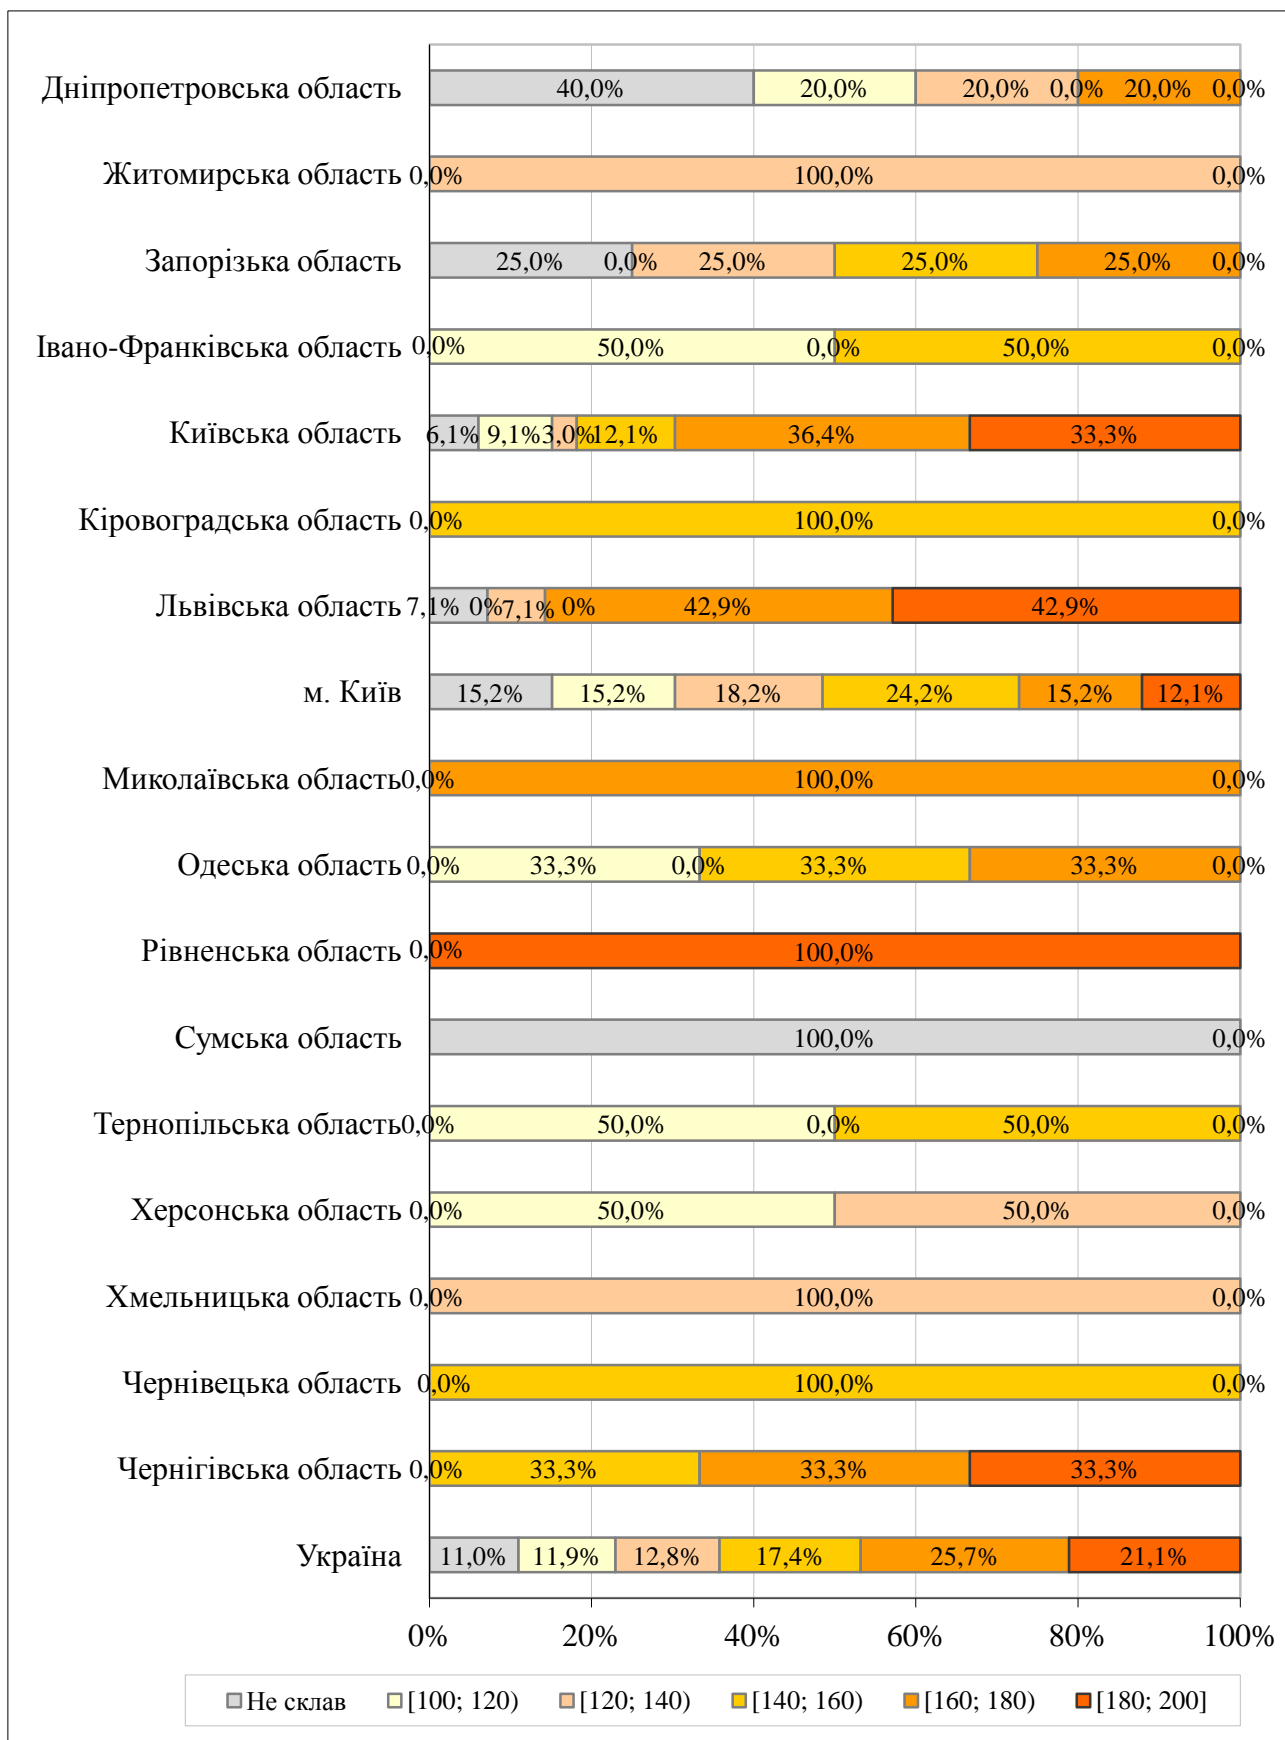 Дніпропетровська область 40,0% 20,0% 20,0% 0,0% 20,0% 0,0%
Житомирська область 0,0% 100,0% 0,0%
Запорізька область 25,0% 0,0% 25,0% 25,0% 25,0% 0,0%
Івано-Франківська область 0,0% 50,0% 0,0% 50,0% 0,0%
Київська область 6,1% 9,1% 3,0% 12,1% 36,4% 33,3%
Кіровоградська область 0,0% 100,0% 0,0%
Львівська область 7,1% 0% 7,1% 0% 42,9% 42,9%
м. Київ 15,2% 15,2% 18,2% 24,2% 15,2% 12,1%
Миколаївська область 0,0% 100,0% 0,0%
Одеська область 0,0% 33,3% 0,0% 33,3% 33,3% 0,0%
Рівненська область 0,0% 100,0%
Сумська область 100,0% 0,0%
Тернопільська область 0,0% 50,0% 0,0% 50,0% 0,0%
Херсонська область 0,0% 50,0% 50,0% 0,0%
Хмельницька область 0,0% 100,0% 0,0%
Чернівецька область 0,0% 100,0% 0,0%
Чернігівська область 0,0% 33,3% 33,3% 33,3%
Україна 11,0% 11,9% 12,8% 17,4% 25,7% 21,1%
0% 20% 40% 60% 80% 100%
Не склав [100; 120) [120; 140) [140; 160) [160; 180) [180; 200]